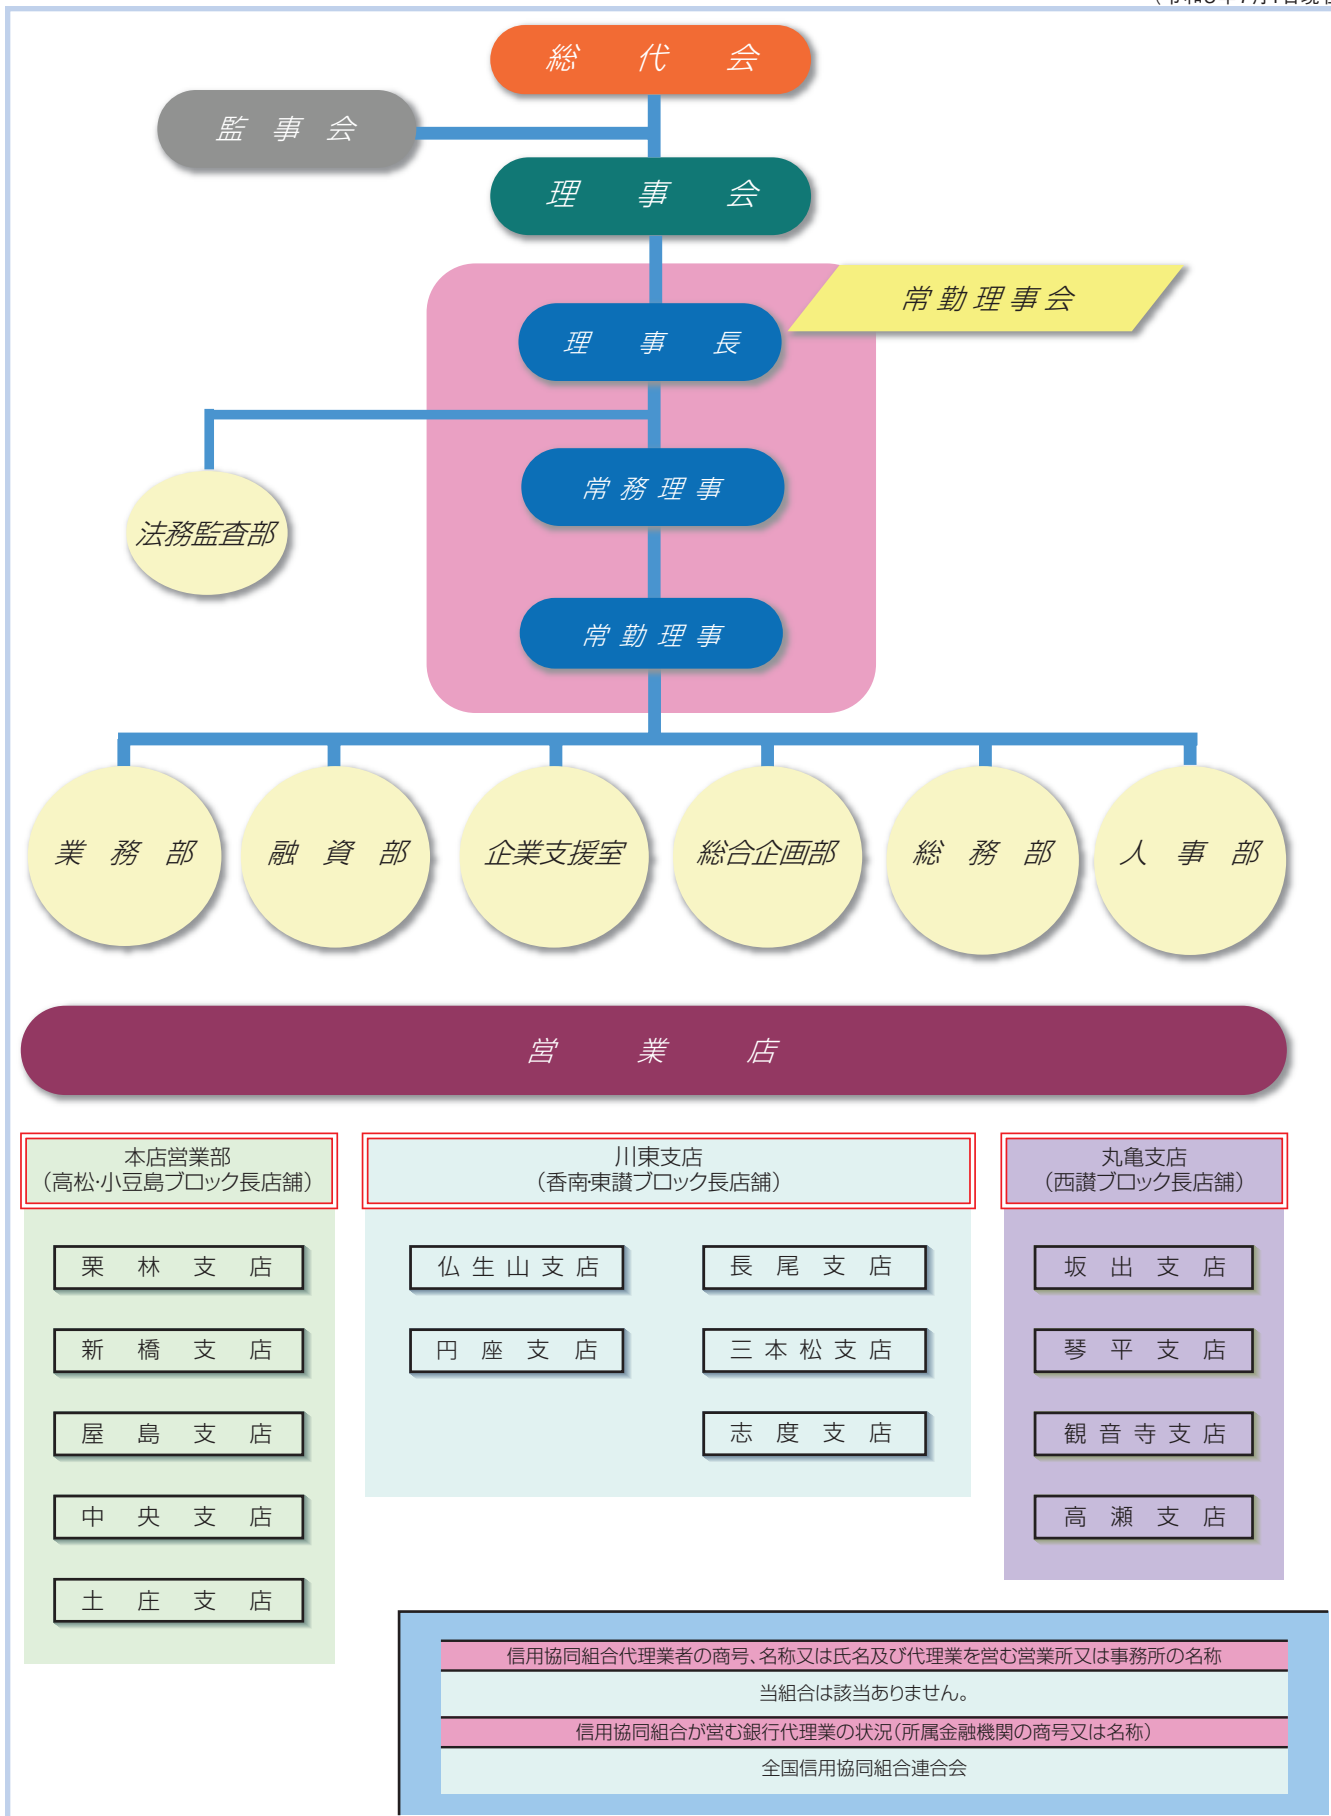 総代会
監事会
理事会
常勤理事会
理事長
常務理事
法務監査部
常勤理事
業務部
融資部
企業支援室
総合企画部
総務部
人事部
営業店
本店営業部
（高松・小豆島ブロック長店舗）
栗林支店
新橋支店
屋島支店
中央支店
土庄支店
川東支店
（香南・東讃ブロック長店舗）
仏生山支店
円座支店
長尾支店
三本松支店
志度支店
丸亀支店
（西讃ブロック長店舗）
坂出支店
琴平支店
観音寺支店
高瀬支店
信用協同組合代理業者の商号、名称又は氏名及び代理業を営む営業所又は事務所の名称
当組合は該当ありません。
信用協同組合が営む銀行代理業の状況（所属金融機関の商号又は名称）
全国信用協同組合連合会